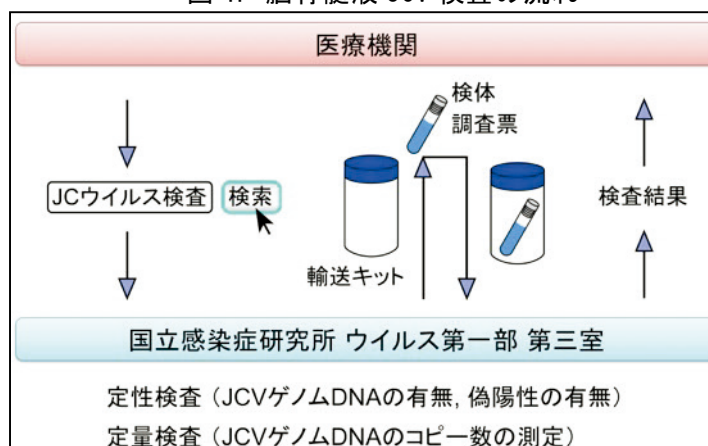 医療機関
検体
調査票
JCウイルス検査 検索
輸送キット
検査結果
国立感染症研究所 ウイルス第一部 第三室
定性検査（JCVゲノムDNAの有無, 偽陽性の有無）
定量検査（JCVゲノムDNAのコピー数の測定）